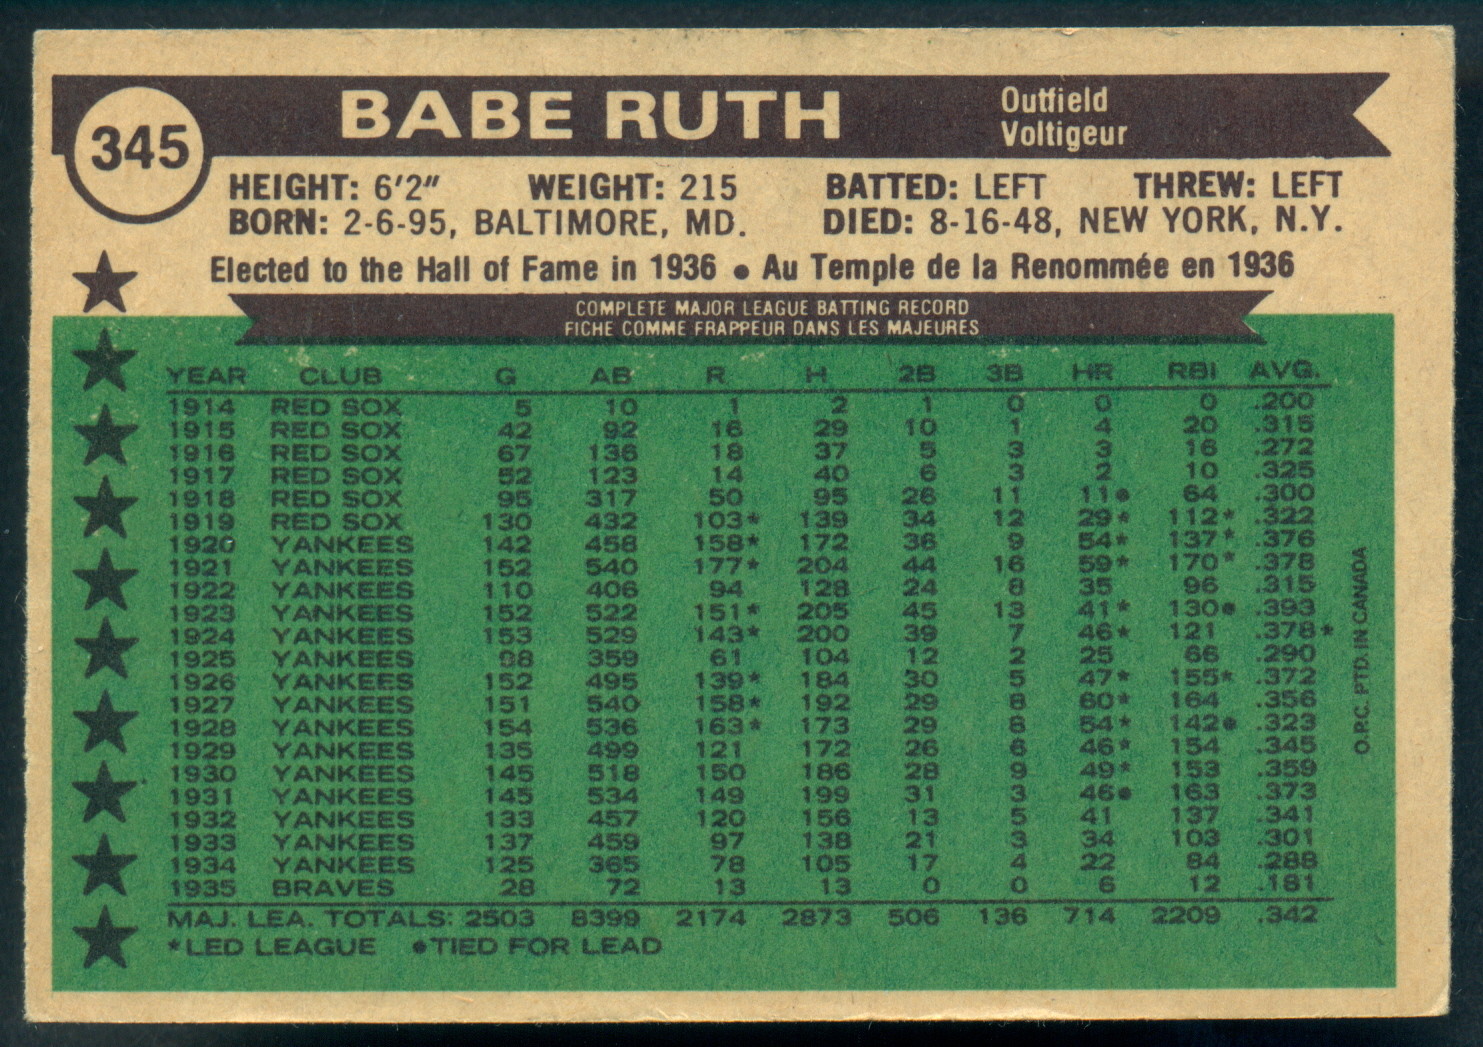 345
BABE RUTH
Outfield
Voltigeur
HEIGHT: 6'2" WEIGHT: 215 BATTED: LEFT THREW: LEFT
BORN: 2-6-95, BALTIMORE, MD. DIED: 8-16-48, NEW YORK, N.Y.
Elected to the Hall of Fame in 1936 • Au Temple de la Renommée en 1936
COMPLETE MAJOR LEAGUE BATTING RECORD
FICHE COMME FRAPPEUR DANS LES MAJEURES
YEAR CLUB G AB R H 2B 3B HR RBI AVG.
1914 RED SOX 5 10 1 2 1 0 0 0 .200
1915 RED SOX 42 92 16 29 10 1 4 20 .315
1916 RED SOX 67 136 18 37 5 3 3 16 .272
1917 RED SOX 52 123 14 40 6 3 2 10 .325
1918 RED SOX 95 317 50 95 26 11 11• 64 .300
1919 RED SOX 130 432 103* 139 34 12 29* 112* .322
1920 YANKEES 142 458 158* 172 36 9 54* 137* .376
1921 YANKEES 152 540 177* 204 44 16 59* 170* .378
1922 YANKEES 110 406 94 128 24 8 35 96 .315
1923 YANKEES 152 522 151* 205 45 13 41* 130• .393
1924 YANKEES 153 529 143* 200 39 7 46* 121 .378*
1925 YANKEES 98 359 61 104 12 2 25 66 .290
1926 YANKEES 152 495 139* 184 30 5 47* 155* .372
1927 YANKEES 151 540 158* 192 29 8 60* 164 .356
1928 YANKEES 154 536 163* 173 29 8 54* 142• .323
1929 YANKEES 135 499 121 172 26 6 46* 154 .345
1930 YANKEES 145 518 150 186 28 9 49* 153 .359
1931 YANKEES 145 534 149 199 31 3 46• 163 .373
1932 YANKEES 133 457 120 156 13 5 41 137 .341
1933 YANKEES 137 459 97 138 21 3 34 103 .301
1934 YANKEES 125 365 78 105 17 4 22 84 .288
1935 BRAVES 28 72 13 13 0 0 6 12 .181
MAJ. LEA. TOTALS: 2503 8399 2174 2873 506 136 714 2209 .342
*LED LEAGUE •TIED FOR LEAD
O.P.C. PTD. IN CANADA